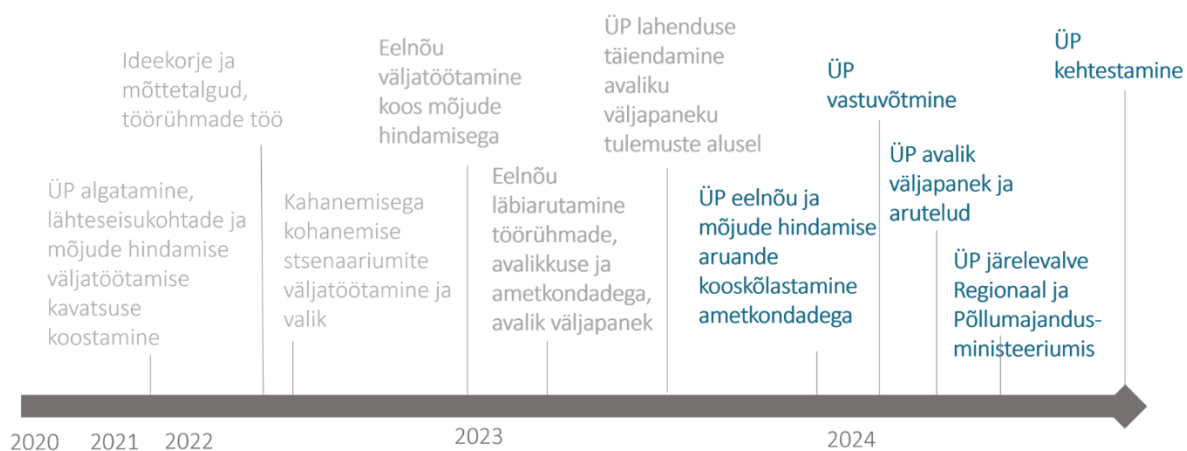 ÜP algatamine,
lähteseisukohtade ja
mõjude hindamise
väljatöötamise
kavatsuse
koostamine
Ideekorje ja
mõttetalgud,
töörühmade töö
Kahanemisega
kohanemise
stsenaariumite
väljatöötamine ja
valik
Eelnõu
väljatöötamine
koos mõjude
hindamisega
Eelnõu
läbiarutamine
töörühmade,
avalikkuse ja
ametkondadega,
avalik väljapanek
ÜP lahenduse
täiendamine
avaliku
väljapaneku
tulemuste alusel
ÜP eelnõu ja
mõjude hindamise
aruande
kooskõlastamine
ametkondadega
ÜP
vastuvõtmine
ÜP avalik
väljapanek ja
arutelud
ÜP järelevalve
Regionaal ja
Põllumajandus-
ministeeriumis
ÜP
kehtestamine
2020
2021
2022
2023
2024